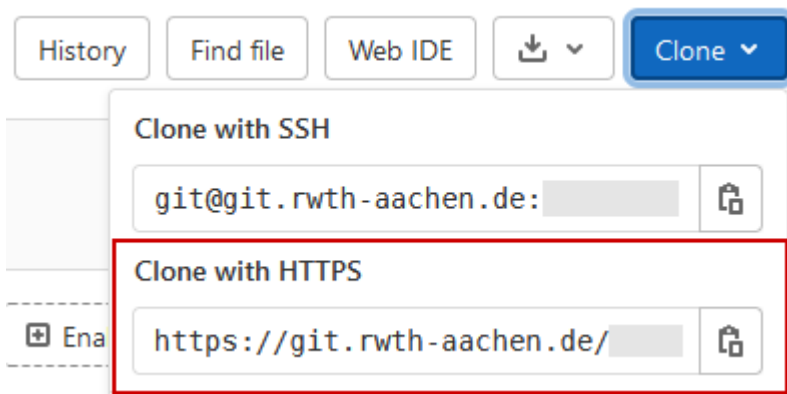 History Find file Web IDE Clone
Clone with SSH
git@git.rwth-aachen.de:
Clone with HTTPS
Ena
https://git.rwth-aachen.de/